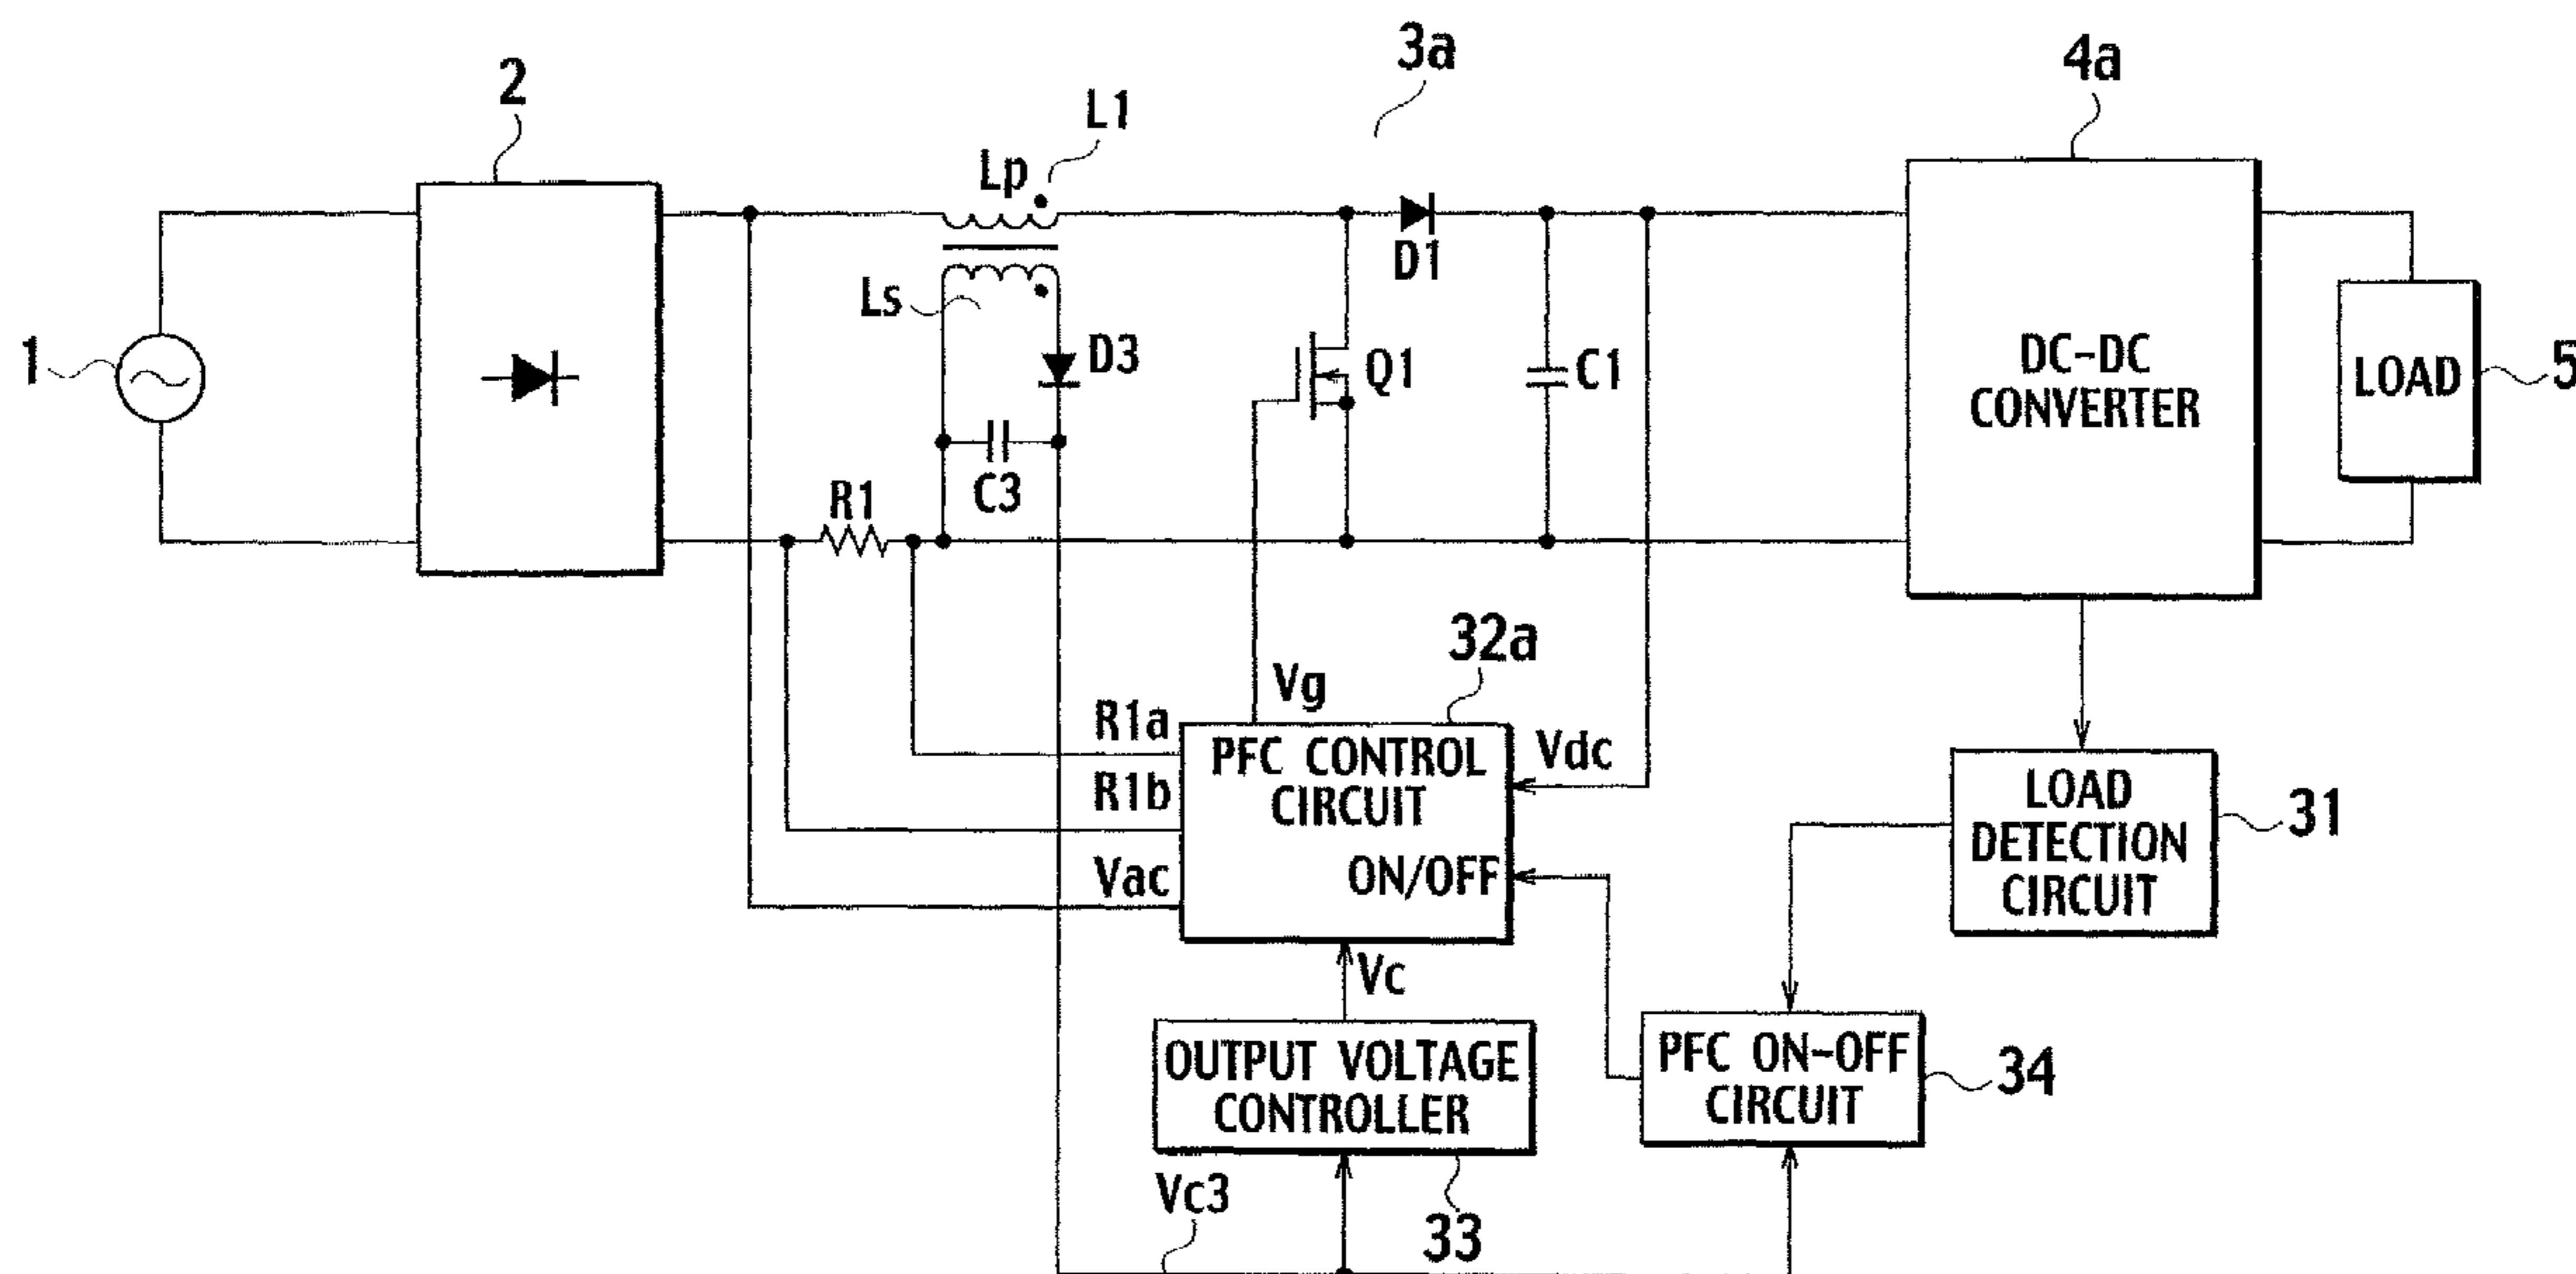 3a
4a
2
L1
Lp
D1
Ls
D3
Q1
C1
1
DC-DC
CONVERTER
LOAD
5
C3
R1
32a
Vg
R1a
PFC CONTROL
CIRCUIT
Vdc
R1b
LOAD
DETECTION
CIRCUIT
31
Vac
ON/OFF
Vc
OUTPUT VOLTAGE
CONTROLLER
PFC ON-OFF
CIRCUIT
34
Vc3
33